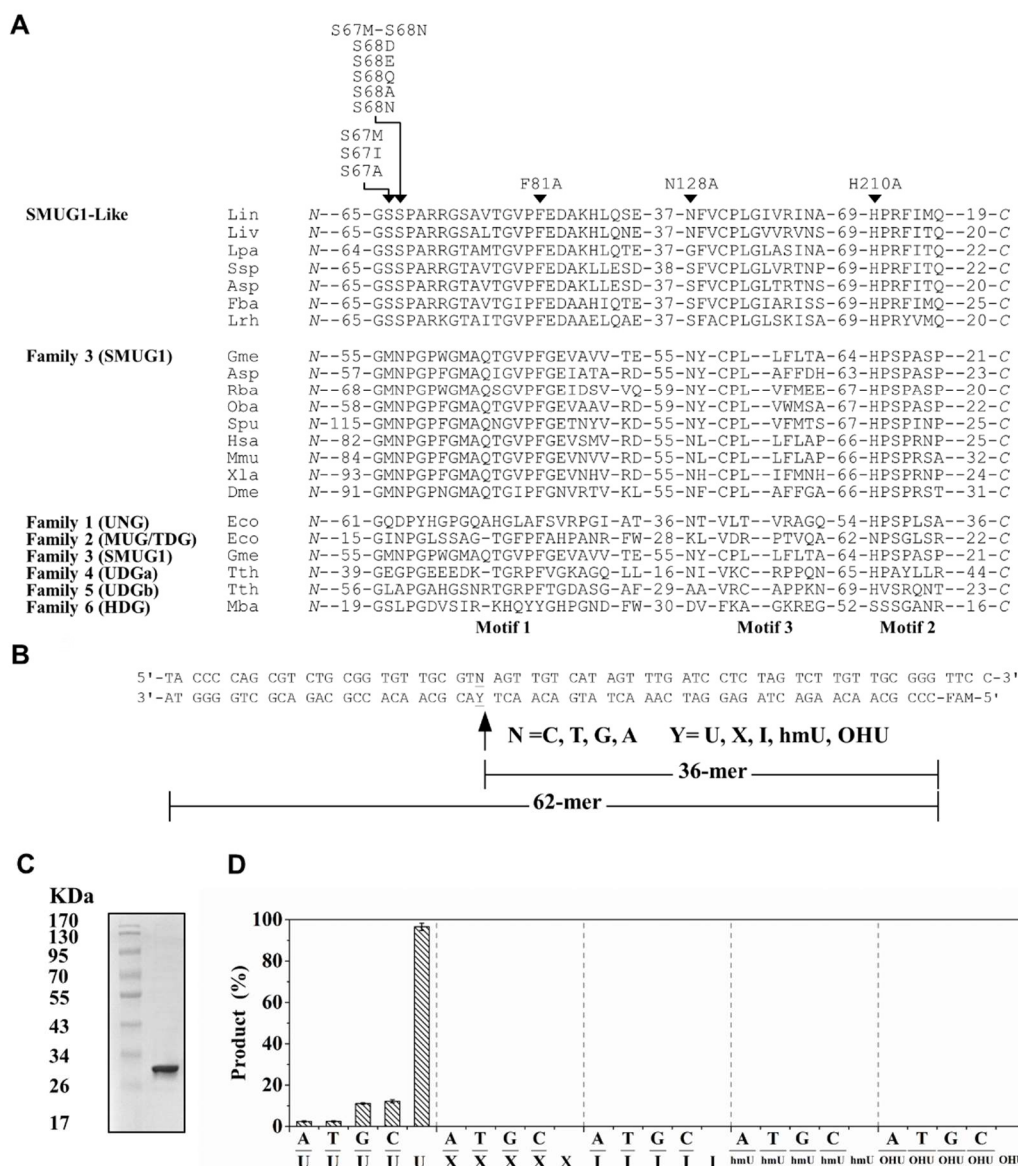 A
S67M-S68N
S68D
S68E
S68Q
S68A
S68N
S67M
S67I
S67A
F81A N128A H210A
SMUG1-Like Lin N-65-GSSPARRGSAVTGVPFEDAKHLQSE-37-NFVCPLGIVRINA-69-HPRFIMQ--19-C
Liv N-65-GSSPARRGSALTGVPFEDAKHLQNE-37-NFVCPLGVVRVNS-69-HPRFITQ--20-C
Lpa N-64-GSSPARRGTAMTGVPFEDAKHLQTE-37-GFVCPLGLASINA-69-HPRFITQ--22-C
Ssp N-65-GSSPARRGTAVTGVPFEDAKLLESD-38-SFVCPLGLVRTNP-69-HPRFITQ--22-C
Asp N-65-GSSPARRGTAVTGVPFEDAKLLESD-37-SFVCPLGLTRTNS-69-HPRFITQ--20-C
Fba N-65-GSSPARRGTAVTGIPFEDAAHIQTE-37-SFVCPLGIARISS-69-HPRFIMQ--25-C
Lrh N-65-GSSPARKGTAITGVPFEDAAELQAE-37-SFACPLGLSKISA-69-HPRYVMQ--20-C
Family 3 (SMUG1) Gme N-55-GMNPGPWGMAQTGVPFGEVAVV-TE-55-NY-CPL--LFLTA-64-HPSPASP-21-C
Asp N-57-GMNPGPFGMAQIGVPFGEIATA-RD-55-NY-CPL--AFFDH-63-HPSPASP-23-C
Rba N-68-GMNPGPWGMAQSGVPFGEIDSV-VQ-59-NY-CPL--VFMEE-67-HPSPASP-20-C
Oba N-58-GMNPGPFGMAQTGVPFGEVAAV-RD-59-NY-CPL--VWMSA-67-HPSPASP-22-C
Spu N-115-GMNPGPFGMAQNGVPFGETNYV-KD-55-NY-CPL--VFMTS-67-HPSPINP-25-C
Hsa N-82-GMNPGPFGMAQTGVPFGEVSMV-RD-55-NL-CPL--LFLAP-66-HPSPRNP-25-C
Mmu N-84-GMNPGPFGMAQTGVPFGEVNVV-RD-55-NL-CPL--LFLAP-66-HPSPRSA-32-C
Xla N-93-GMNPGPFGMAQTGVPFGEVNHV-RD-55-NH-CPL--IFMNH-66-HPSPRNP-24-C
Dme N-91-GMNPGPNGMAQTGIPFGNVRTV-KL-55-NF-CPL--AFFGA-68-HPSPRST-31-C
Family 1 (UNG) Eco N-61-GQDPYHGPGQAHGLAFSVRPGI-AT-36-NT-VLT--VRAGQ-54-HPSPLSA-36-C
Family 2 (MUG/TDG) Eco N-15-GINPGLSSAG-TGFPFAHPANR-FW-28-KL-VDR--PTVQA-62-NPSGLSR-22-C
Family 3 (SMUG1) Gme N-55-GMNPGPWGMAQTGVPFGEVAVV-TE-55-NY-CPL--LFLTA-64-HPSPASP-21-C
Family 4 (UDGa) Tth N-39-GEGPGEEEDK-TGRPFVGKAGQ-LL-16-NI-VKC--RPPQN-65-HPAYLLR-44-C
Family 5 (UDGb) Tth N-56-GLAPGAHGSNRTGRPFTGDASG-AF-29-AA-VRC--APPKN-69-HVSRQNT-23-C
Family 6 (HDG) Mba N-19-GSLPGDVSIR-KHQYYGHPGND-FW-30-DV-FKA--GKREG-52-SSSGANR-16-C
Motif 1 Motif 3 Motif 2
B
5'-TA CCC CAG CGT CTG CGG TGT TGC GTN AGT TGT CAT AGT TTG ATC CTC TAG TCT TGT TGC GGG TTC C-3'
3'-AT GGG GTC GCA GAC GCC ACA ACG CAY TCA ACA GTA TCA AAC TAG GAG ATC AGA ACA ACG CCC-FAM-5'
N =C, T, G, A Y= U, X, I, hmU, OHU
36-mer
62-mer
C
KDa
170
130
95
70
55
43
34
26
17
D
Product (%)
100
80
60
40
20
0
A T G C A T G C A T G C A T G C A T G C
U U U U U X X X X X I I I I I hmU hmU hmU hmU hmU OHU OHU OHU OHU OHU